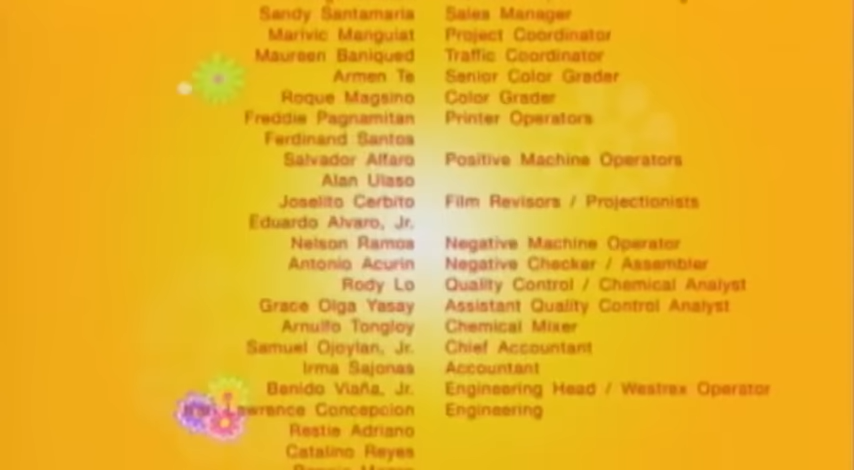 Sandy Santamaria Sales Manager
Marivic Manguiat Project Coordinator
Maureen Baniqued Traffic Coordinator
Armen Te Senior Color Grader
Roque Magsino Color Grader
Freddie Pagnamitan Printer Operators
Ferdinand Santos
Salvador Alfaro Positive Machine Operators
Alan Ulaso
Joselito Cerbito Film Revisors / Projectionists
Eduardo Alvaro, Jr.
Nelson Ramos Negative Machine Operator
Antonio Acurin Negative Checker / Assembler
Rody Lo Quality Control / Chemical Analyst
Grace Olga Yasay Assistant Quality Control Analyst
Arnulfo Tongloy Chemical Mixer
Samuel Ojoylan, Jr. Chief Accountant
Irma Sajonas Accountant
Benido Viaña, Jr. Engineering Head / Westrex Operator
Lawrence Concepcion Engineering
Restie Adriano
Catalino Reyes